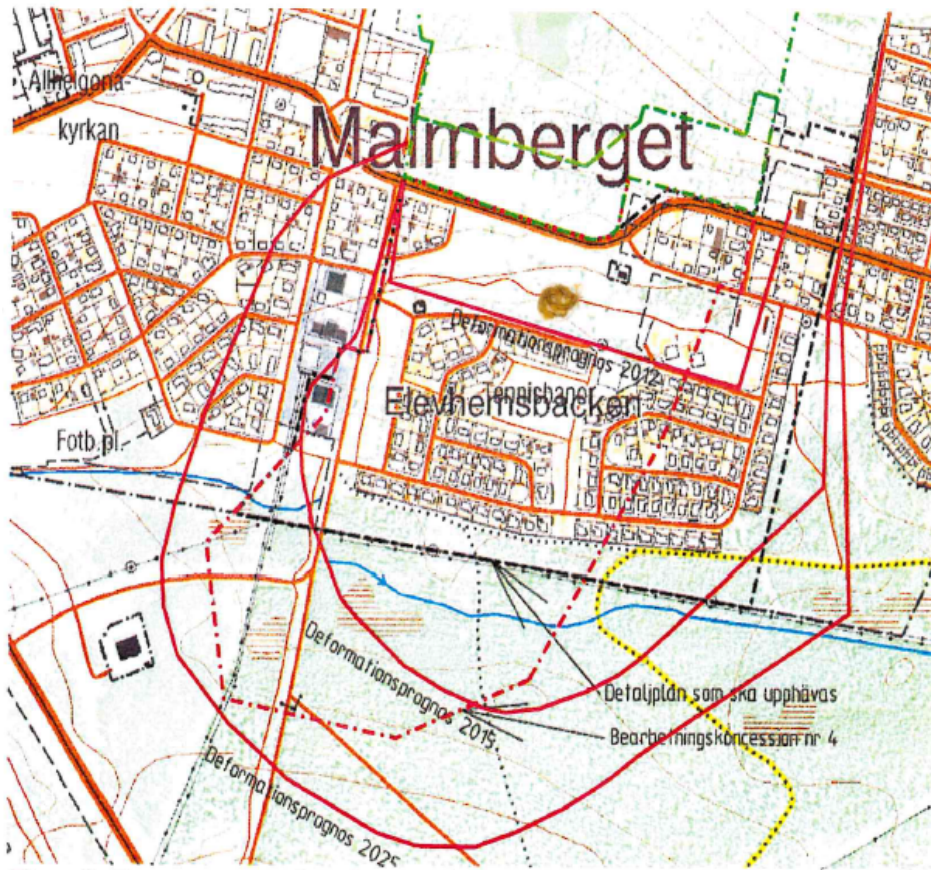 Allhelgona-
kyrkan
Malmberget
Deformationsprognos 2012
Tennisbana
Elevhemsbacken
Fotb.pl.
Deformationsprognos 2015
Detaljplan som ska upphävas
Bearbetningskoncession nr 4
Deformationsprognos 2025